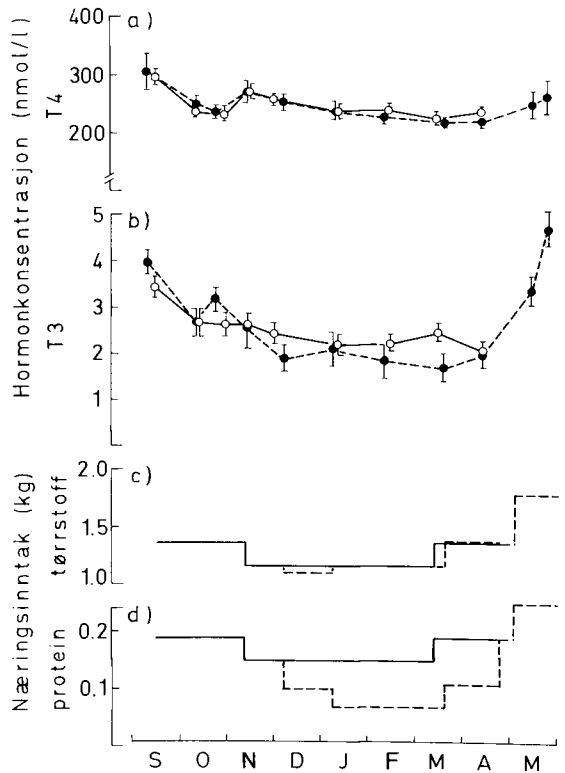 Hormonkonsentrasjon (nmol/l)
T4
a)
400
300
200
T3
b)
5
4
3
2
1
Næringsinntak (kg)
tørrstoff
c)
2.0
1.5
1.0
protein
d)
0.2
0.1
S O N D J F M A M